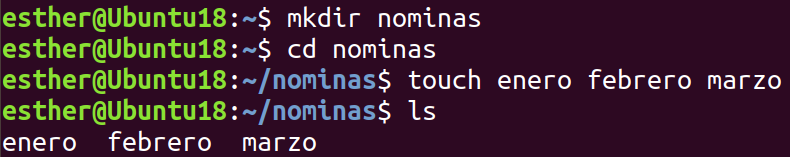 esther@Ubuntu18:~$ mkdir nominas
esther@Ubuntu18:~$ cd nominas
esther@Ubuntu18:~/nominas$ touch enero febrero marzo
esther@Ubuntu18:~/nominas$ ls
enero  febrero  marzo